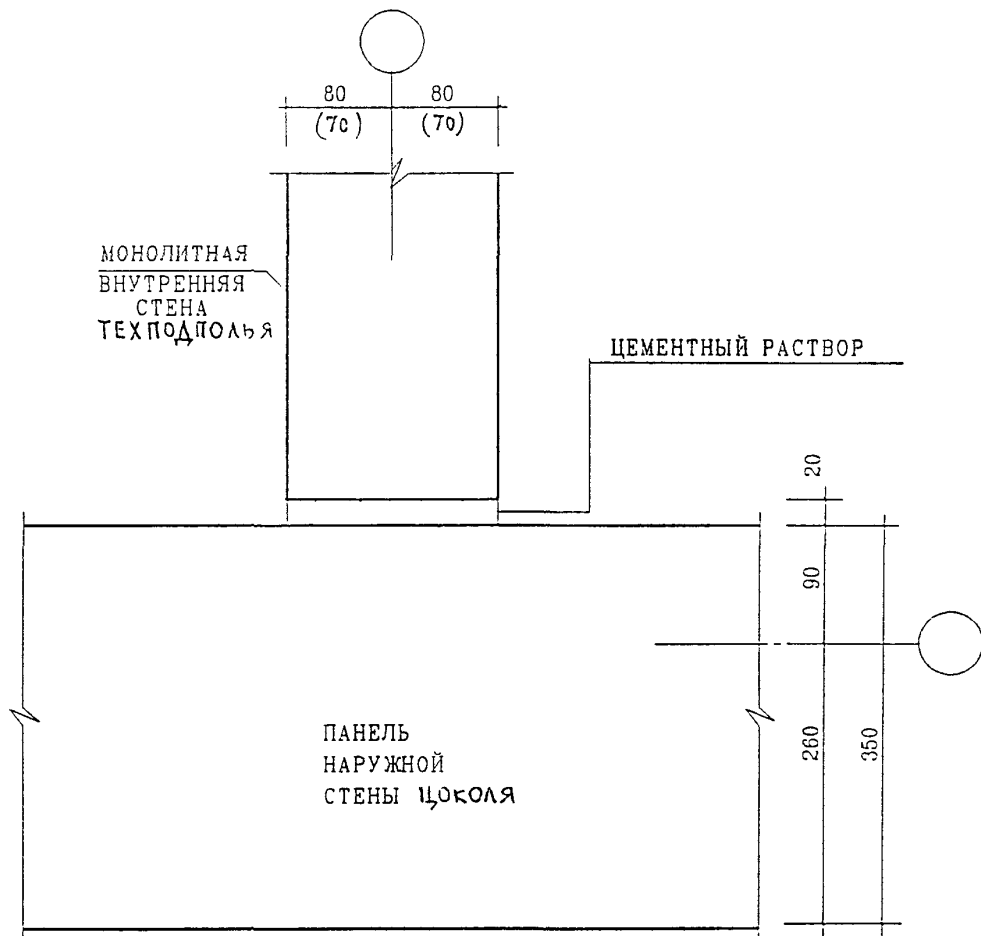 80 80
(70) (70)
МОНОЛИТНАЯ
ВНУТРЕННЯЯ
СТЕНА
ТЕХПОДПОЛЬЯ
ЦЕМЕНТНЫЙ РАСТВОР
20
90
260
350
ПАНЕЛЬ
НАРУЖНОЙ
СТЕНЫ ЦОКОЛЯ